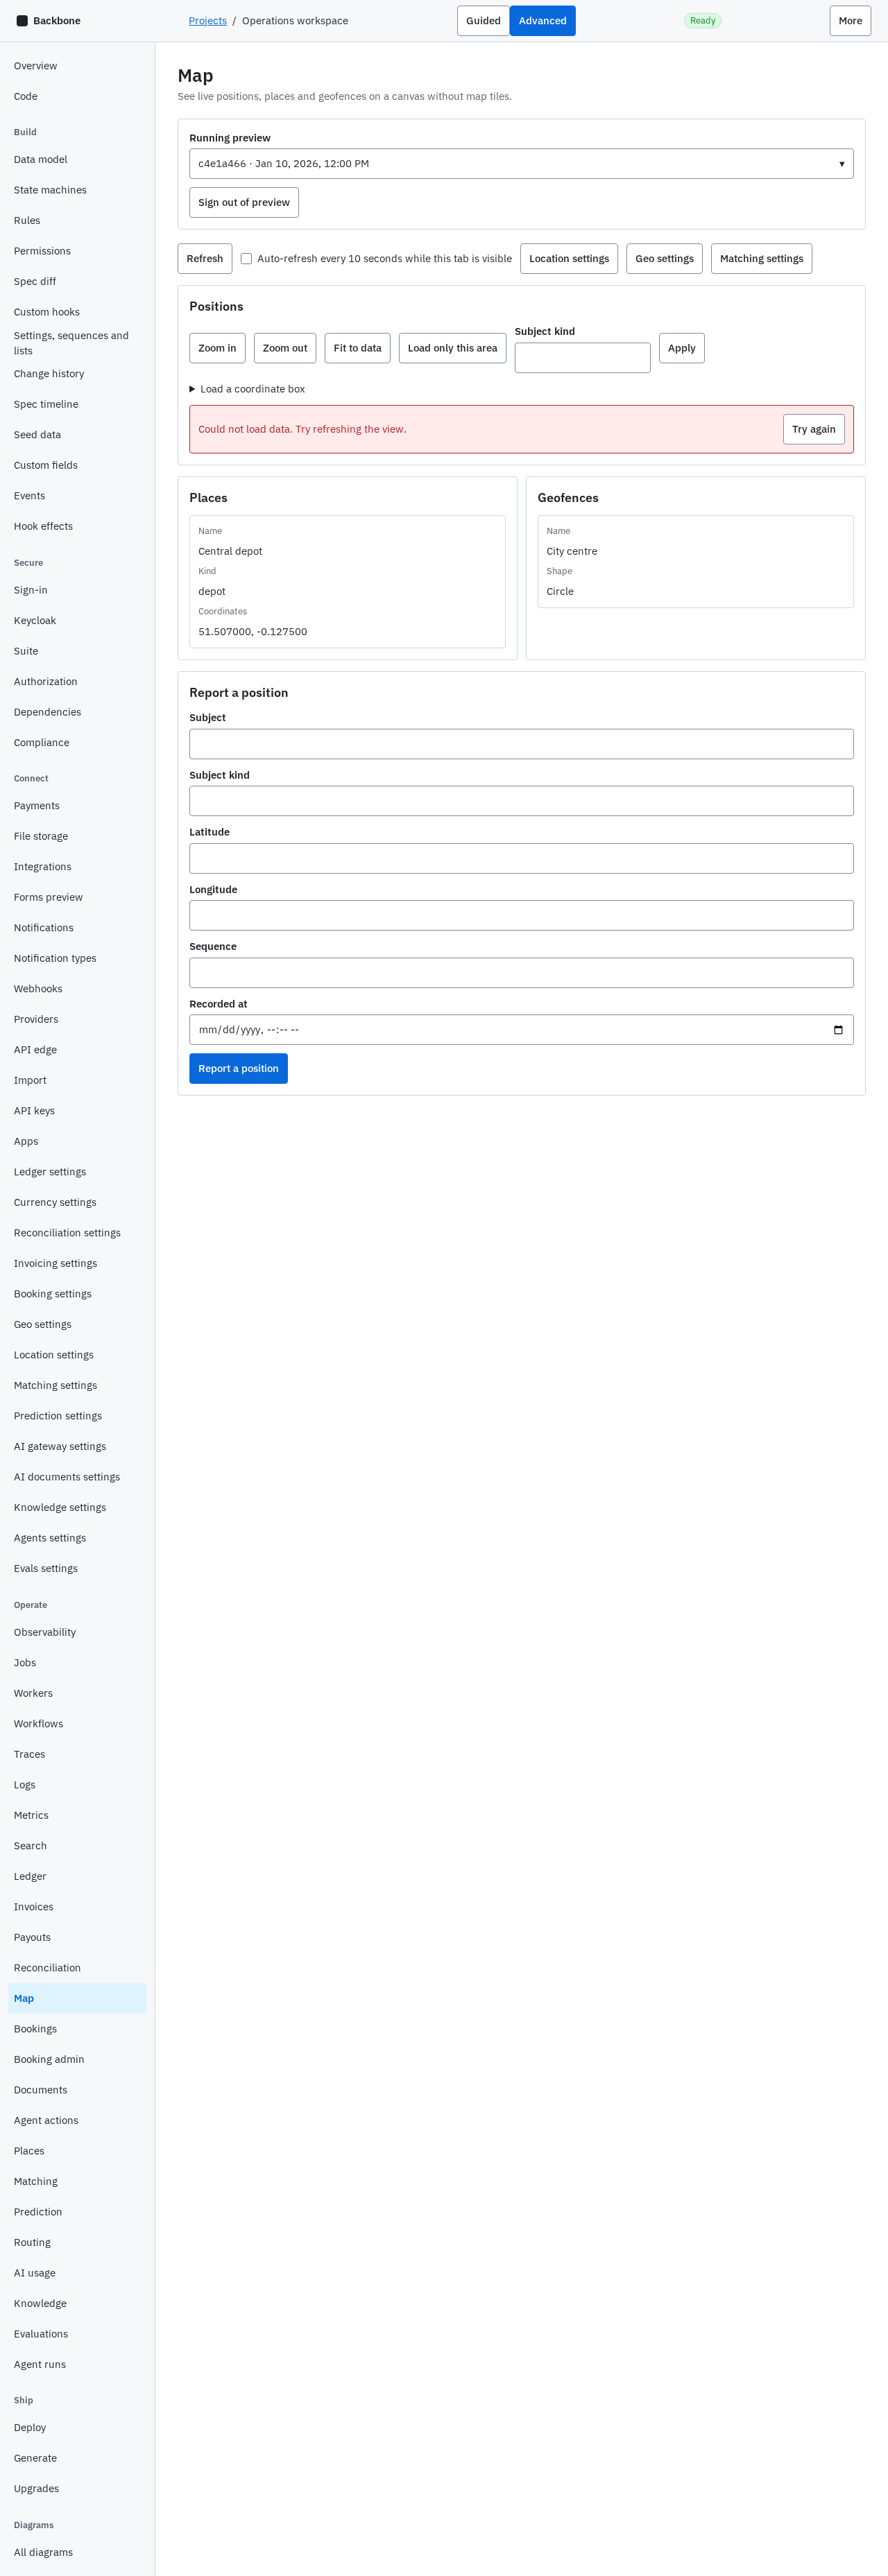 Backbone
Projects / Operations workspace
Guided
Advanced
Ready
More
Overview
Code
Build
Data model
State machines
Rules
Permissions
Spec diff
Custom hooks
Settings, sequences and
lists
Change history
Spec timeline
Seed data
Custom fields
Events
Hook effects
Secure
Sign-in
Keycloak
Suite
Authorization
Dependencies
Compliance
Connect
Payments
File storage
Integrations
Forms preview
Notifications
Notification types
Webhooks
Providers
API edge
Import
API keys
Apps
Ledger settings
Currency settings
Reconciliation settings
Invoicing settings
Booking settings
Geo settings
Location settings
Matching settings
Prediction settings
AI gateway settings
AI documents settings
Knowledge settings
Agents settings
Evals settings
Operate
Observability
Jobs
Workers
Workflows
Traces
Logs
Metrics
Search
Ledger
Invoices
Payouts
Reconciliation
Map
Bookings
Booking admin
Documents
Agent actions
Places
Matching
Prediction
Routing
AI usage
Knowledge
Evaluations
Agent runs
Ship
Deploy
Generate
Upgrades
Diagrams
All diagrams
Map
See live positions, places and geofences on a canvas without map tiles.
Running preview
c4e1a466 · Jan 10, 2026, 12:00 PM
Sign out of preview
Refresh
Auto-refresh every 10 seconds while this tab is visible
Location settings
Geo settings
Matching settings
Positions
Zoom in
Zoom out
Fit to data
Load only this area
Subject kind
Apply
Load a coordinate box
Could not load data. Try refreshing the view.
Try again
Places
Name
Central depot
Kind
depot
Coordinates
51.507000, -0.127500
Geofences
Name
City centre
Shape
Circle
Report a position
Subject
Subject kind
Latitude
Longitude
Sequence
Recorded at
mm/dd/yyyy, --:-- --
Report a position